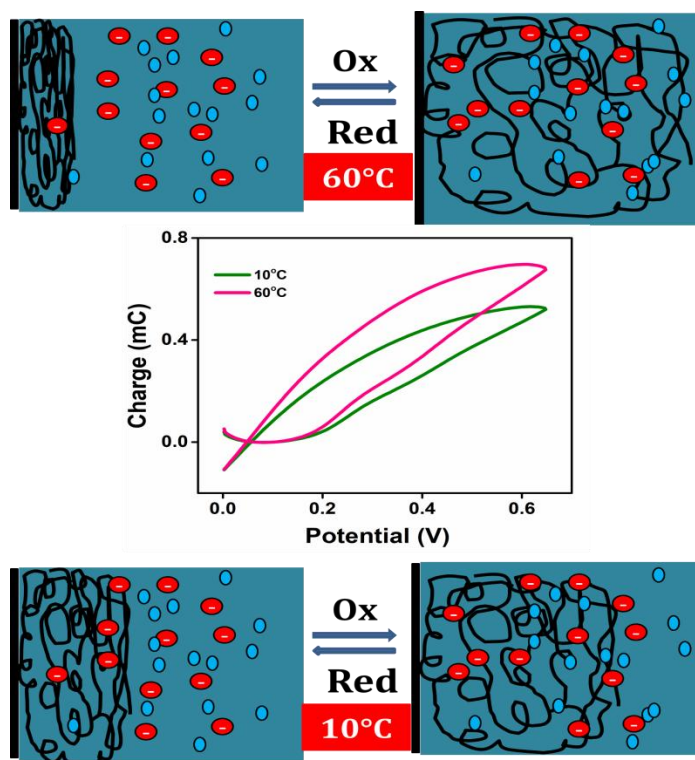 Ox
Red
60°C
0.8
0.4
0.0
Charge (mC)
10°C
60°C
0.0 0.2 0.4 0.6
Potential (V)
Ox
Red
10°C